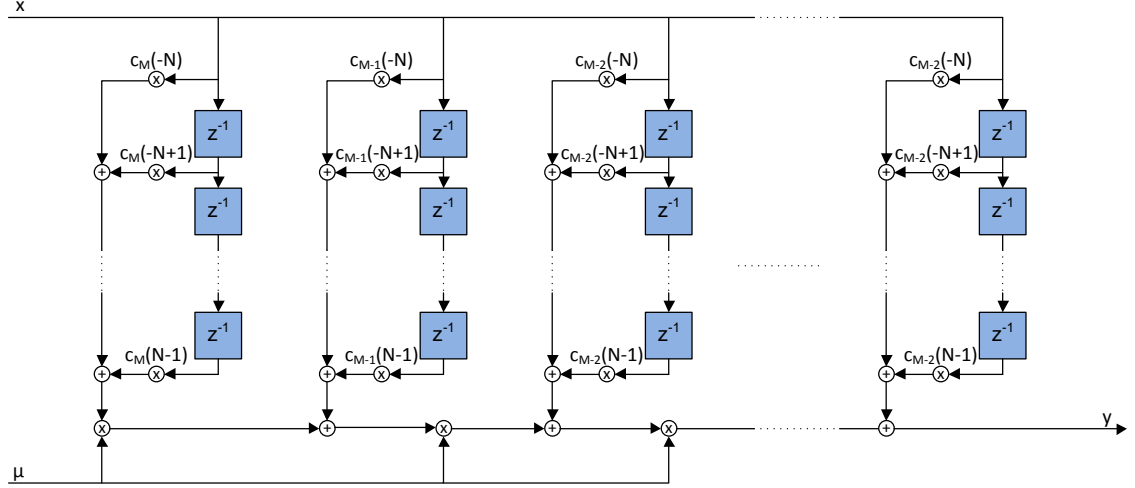 x
c_M(-N) c_{M-1}(-N) c_{M-2}(-N) c_{M-2}(-N)
x x x x
z^{-1} z^{-1} z^{-1} z^{-1}
c_M(-N+1) c_{M-1}(-N+1) c_{M-2}(-N+1) c_{M-2}(-N+1)
+ x + x + x + x
z^{-1} z^{-1} z^{-1} z^{-1}
z^{-1} z^{-1} z^{-1} z^{-1}
c_M(N-1) c_{M-1}(N-1) c_{M-2}(N-1) c_{M-2}(N-1)
+ x + x + x + x
x + x + x + y
μ